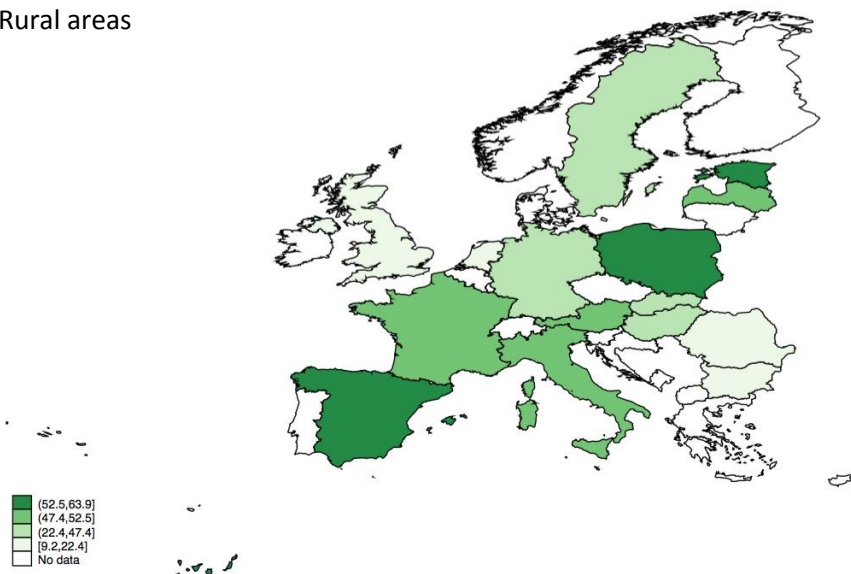 Rural areas
(52.5,63.9]
(47.4,52.5]
(22.4,47.4]
[9.2,22.4]
No data